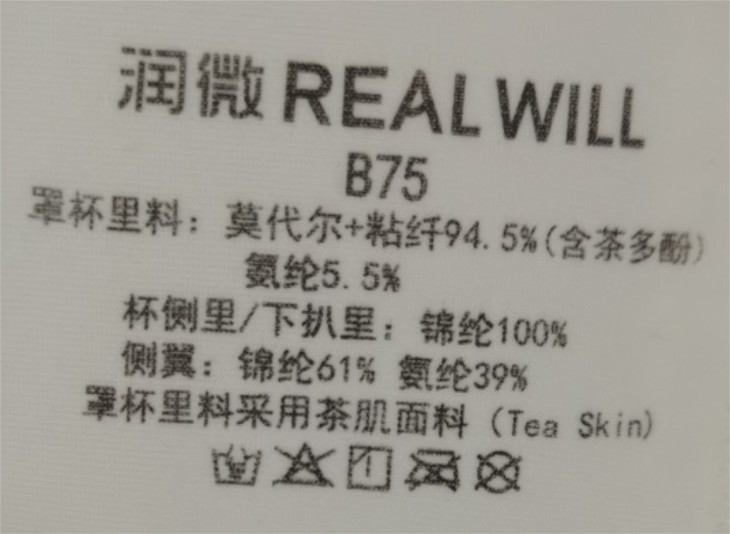 润微 REAL WILL
B75
罩杯里料：莫代尔+粘纤94.5%(含茶多酚)
氨纶5.5%
杯侧里/下扒里：锦纶100%
侧翼：锦纶61% 氨纶39%
罩杯里料采用茶肌面料 (Tea Skin)